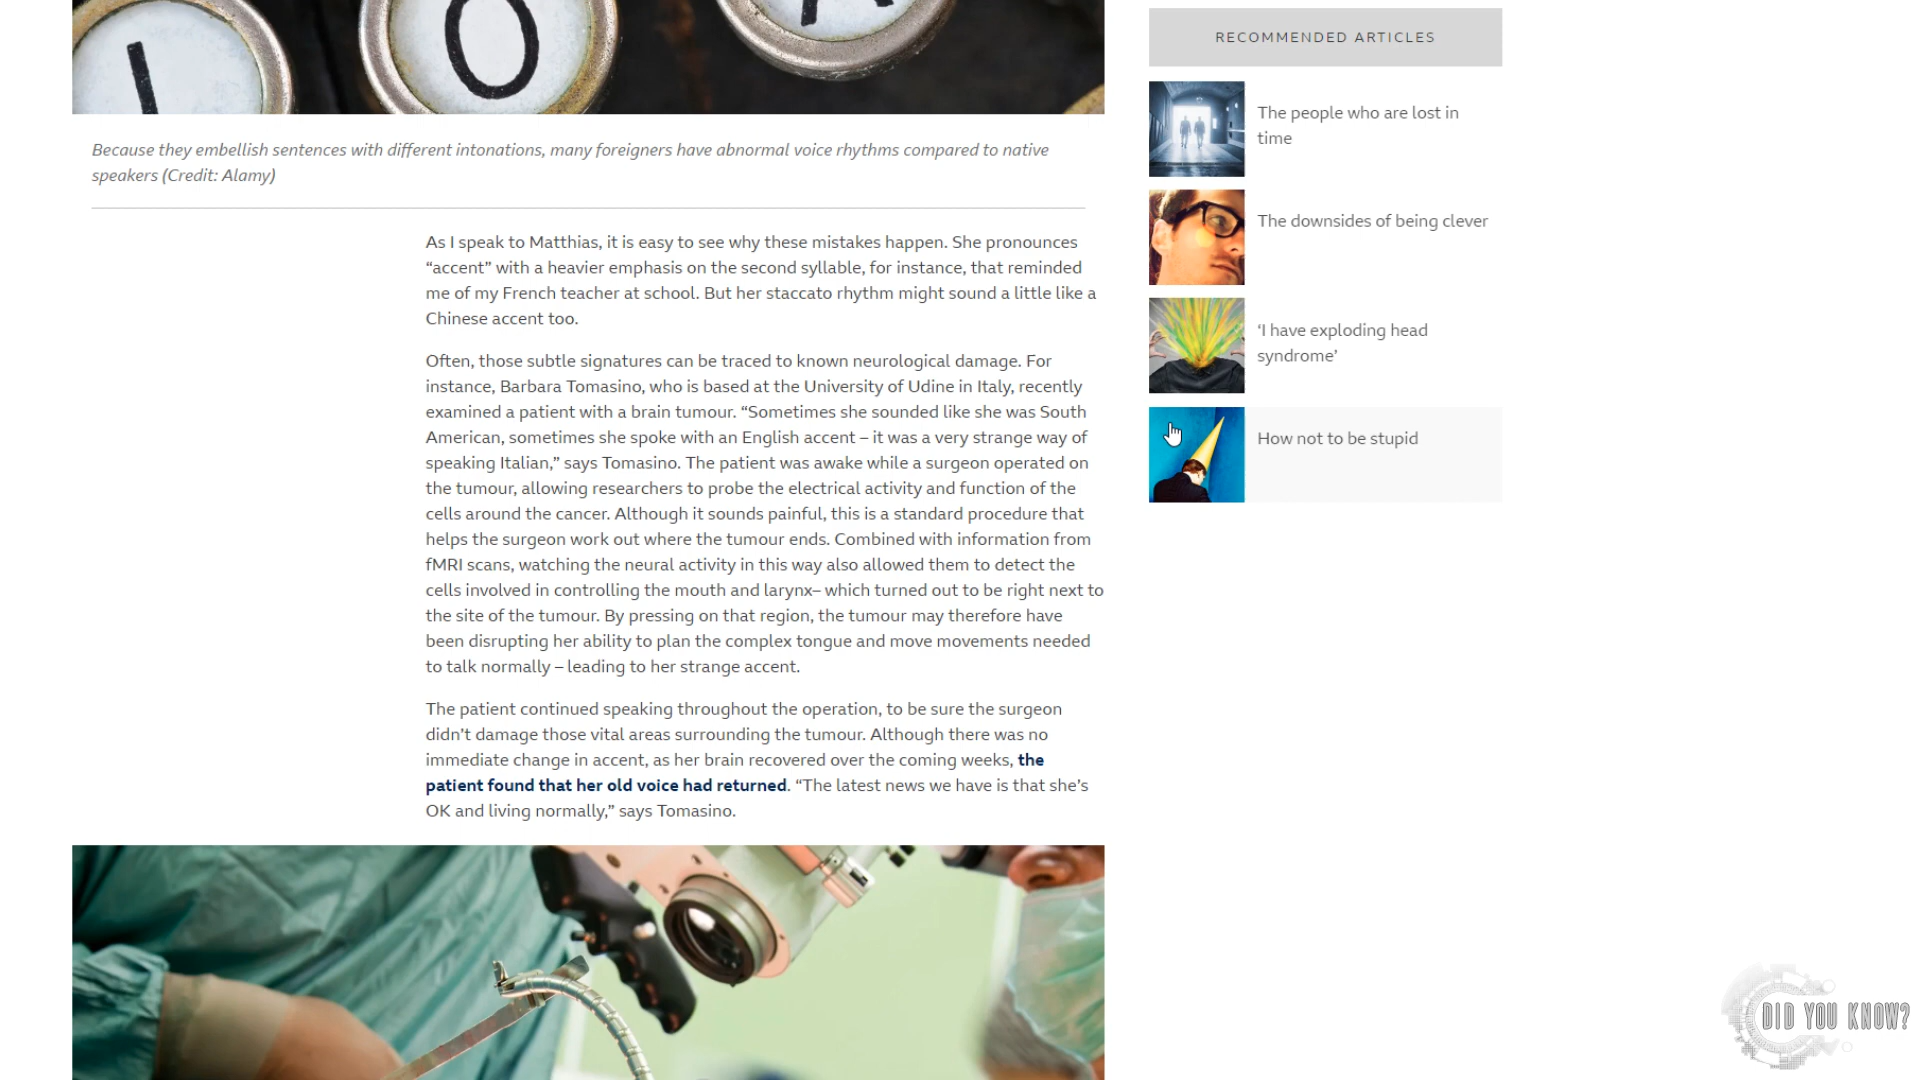 O
RECOMMENDED ARTICLES
The people who are lost in
time
The downsides of being clever
‘I have exploding head
syndrome’
How not to be stupid
Because they embellish sentences with different intonations, many foreigners have abnormal voice rhythms compared to native
speakers (Credit: Alamy)
As I speak to Matthias, it is easy to see why these mistakes happen. She pronounces
“accent” with a heavier emphasis on the second syllable, for instance, that reminded
me of my French teacher at school. But her staccato rhythm might sound a little like a
Chinese accent too.
Often, those subtle signatures can be traced to known neurological damage. For
instance, Barbara Tomasino, who is based at the University of Udine in Italy, recently
examined a patient with a brain tumour. “Sometimes she sounded like she was South
American, sometimes she spoke with an English accent – it was a very strange way of
speaking Italian,” says Tomasino. The patient was awake while a surgeon operated on
the tumour, allowing researchers to probe the electrical activity and function of the
cells around the cancer. Although it sounds painful, this is a standard procedure that
helps the surgeon work out where the tumour ends. Combined with information from
fMRI scans, watching the neural activity in this way also allowed them to detect the
cells involved in controlling the mouth and larynx– which turned out to be right next to
the site of the tumour. By pressing on that region, the tumour may therefore have
been disrupting her ability to plan the complex tongue and move movements needed
to talk normally – leading to her strange accent.
The patient continued speaking throughout the operation, to be sure the surgeon
didn’t damage those vital areas surrounding the tumour. Although there was no
immediate change in accent, as her brain recovered over the coming weeks, the
patient found that her old voice had returned. “The latest news we have is that she’s
OK and living normally,” says Tomasino.
DID YOU KNOW?